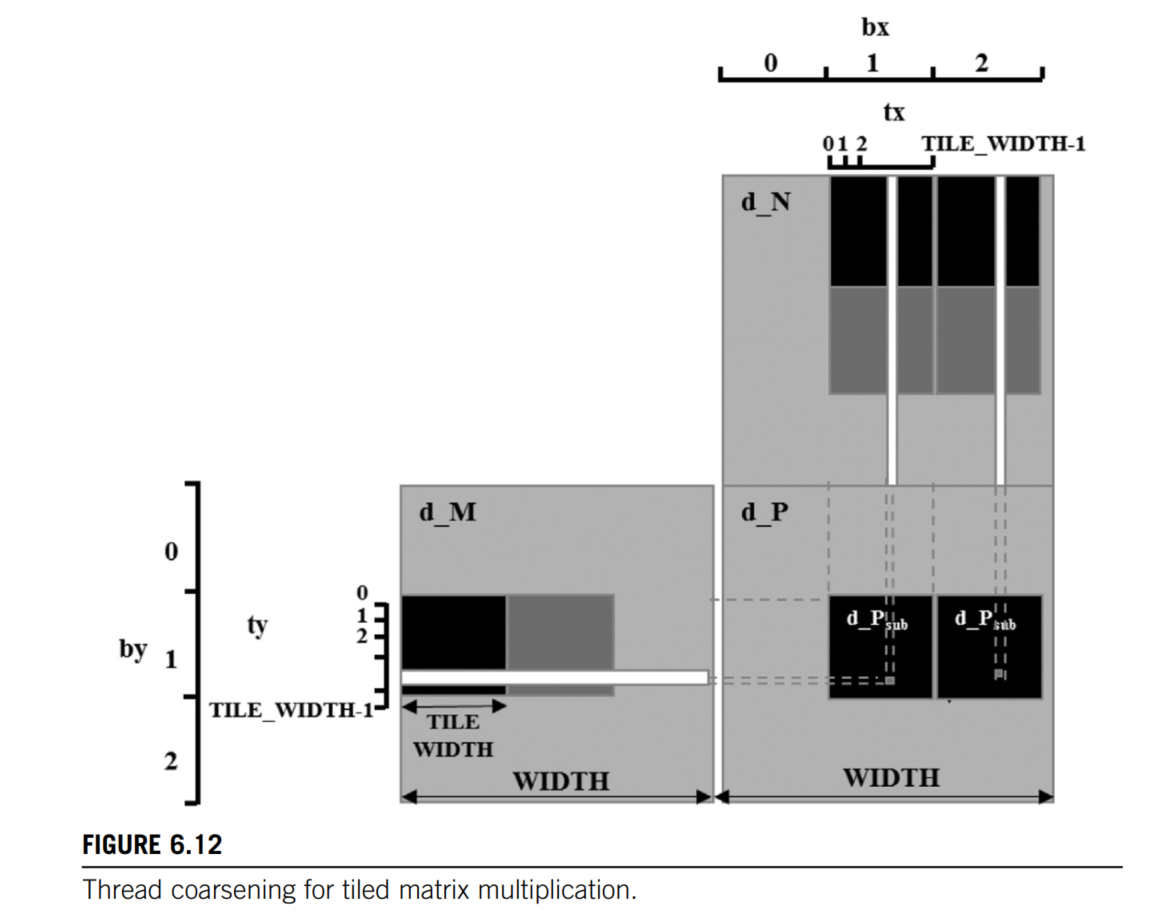 bx
0 1 2
tx
0 1 2 TILE_WIDTH-1
d_N
d_M
d_P
0
1
2
by
ty
0
1
2
TILE_WIDTH-1
d_Psub
d_Psub
TILE
WIDTH
WIDTH
WIDTH
FIGURE 6.12
Thread coarsening for tiled matrix multiplication.